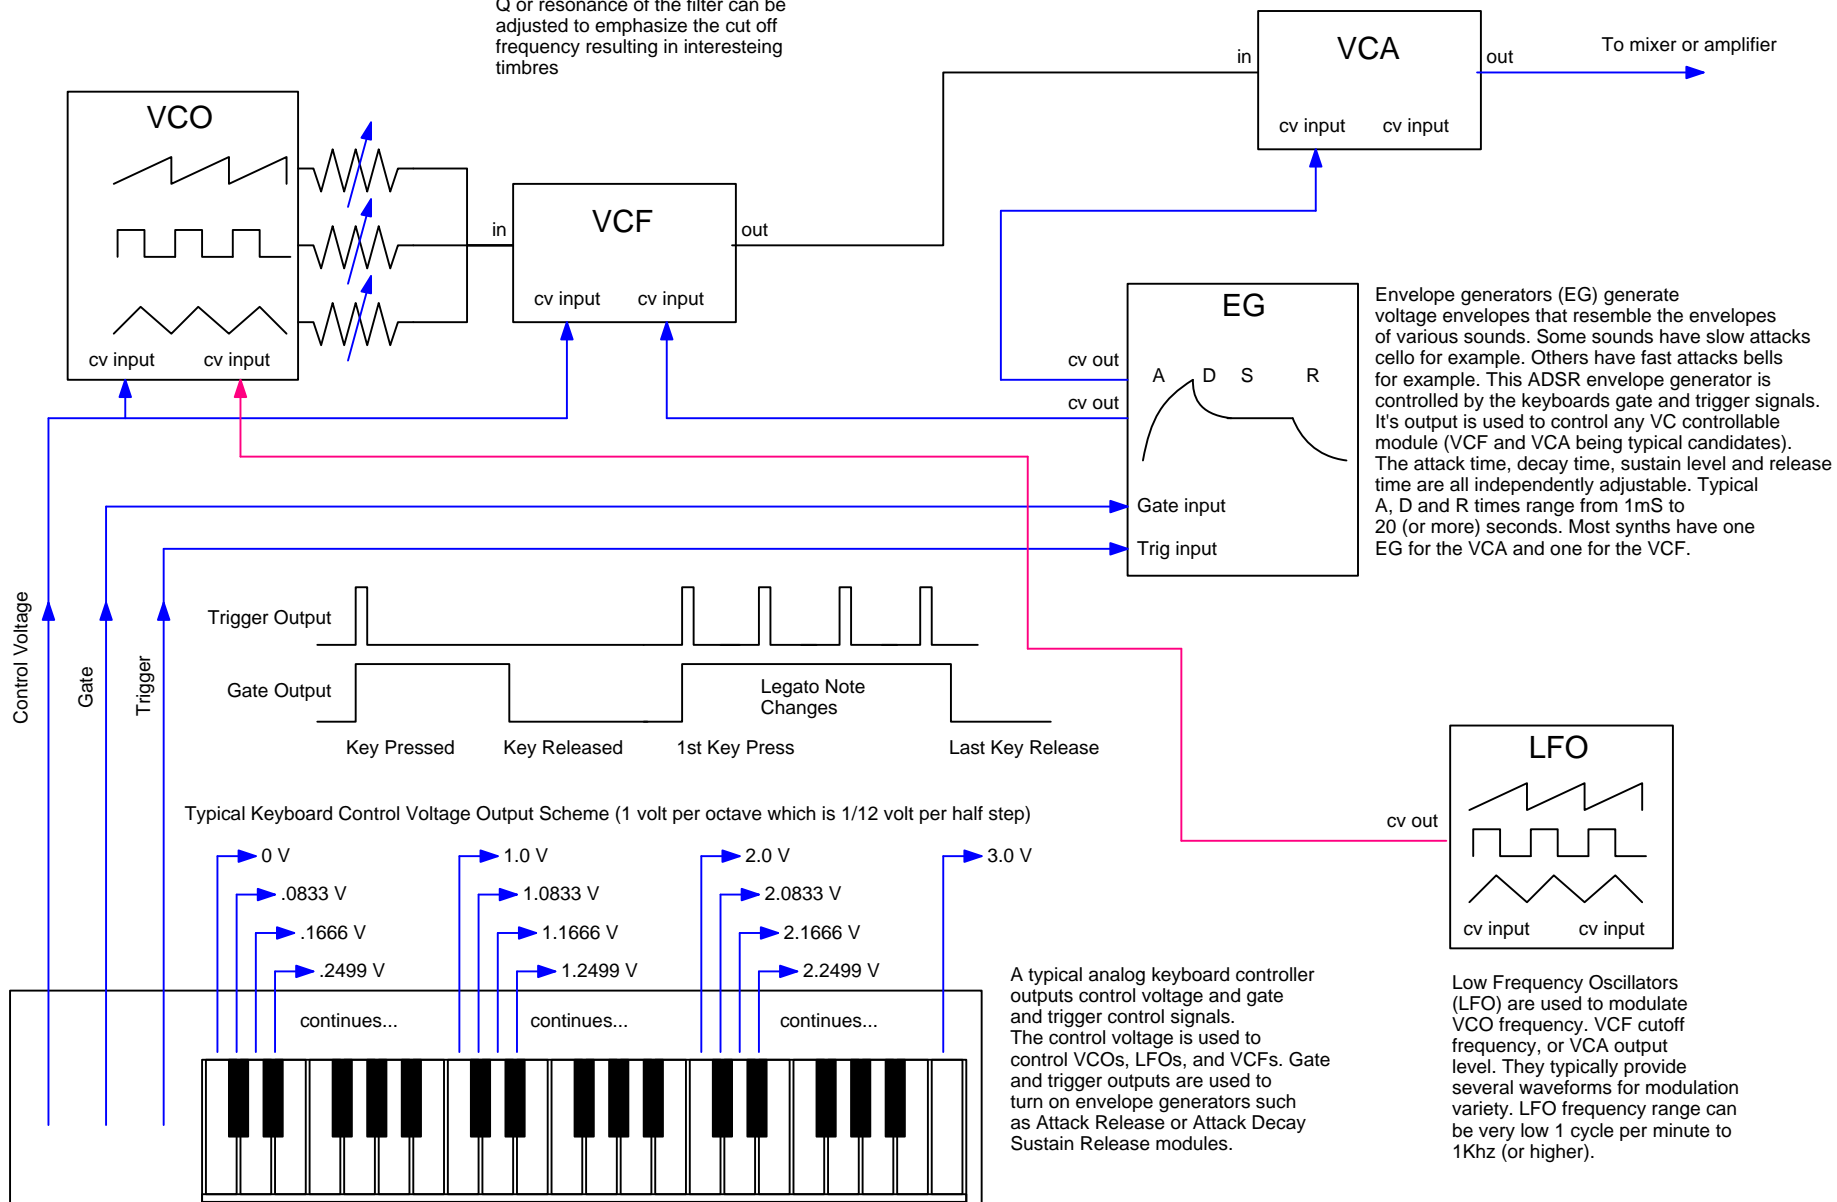 Q or resonance of the filter can be
adjusted to emphasize the cut off
frequency resulting in interesteing
timbres
VCA
in
out
To mixer or amplifier
cv input
cv input
VCO
cv input
cv input
VCF
in
out
cv input
cv input
EG
cv out
cv out
A
D
S
R
Gate input
Trig input
Envelope generators (EG) generate
voltage envelopes that resemble the envelopes
of various sounds. Some sounds have slow attacks
cello for example. Others have fast attacks bells
for example. This ADSR envelope generator is
controlled by the keyboards gate and trigger signals.
It's output is used to control any VC controllable
module (VCF and VCA being typical candidates).
The attack time, decay time, sustain level and release
time are all independently adjustable. Typical
A, D and R times range from 1mS to
20 (or more) seconds. Most synths have one
EG for the VCA and one for the VCF.
Control Voltage
Gate
Trigger
Trigger Output
Gate Output
Legato Note
Changes
Key Pressed
Key Released
1st Key Press
Last Key Release
Typical Keyboard Control Voltage Output Scheme (1 volt per octave which is 1/12 volt per half step)
0 V
1.0 V
2.0 V
3.0 V
.0833 V
1.0833 V
2.0833 V
.1666 V
1.1666 V
2.1666 V
.2499 V
1.2499 V
2.2499 V
continues...
continues...
continues...
LFO
cv out
cv input
cv input
A typical analog keyboard controller
outputs control voltage and gate
and trigger control signals.
The control voltage is used to
control VCOs, LFOs, and VCFs. Gate
and trigger outputs are used to
turn on envelope generators such
as Attack Release or Attack Decay
Sustain Release modules.
Low Frequency Oscillators
(LFO) are used to modulate
VCO frequency. VCF cutoff
frequency, or VCA output
level. They typically provide
several waveforms for modulation
variety. LFO frequency range can
be very low 1 cycle per minute to
1Khz (or higher).